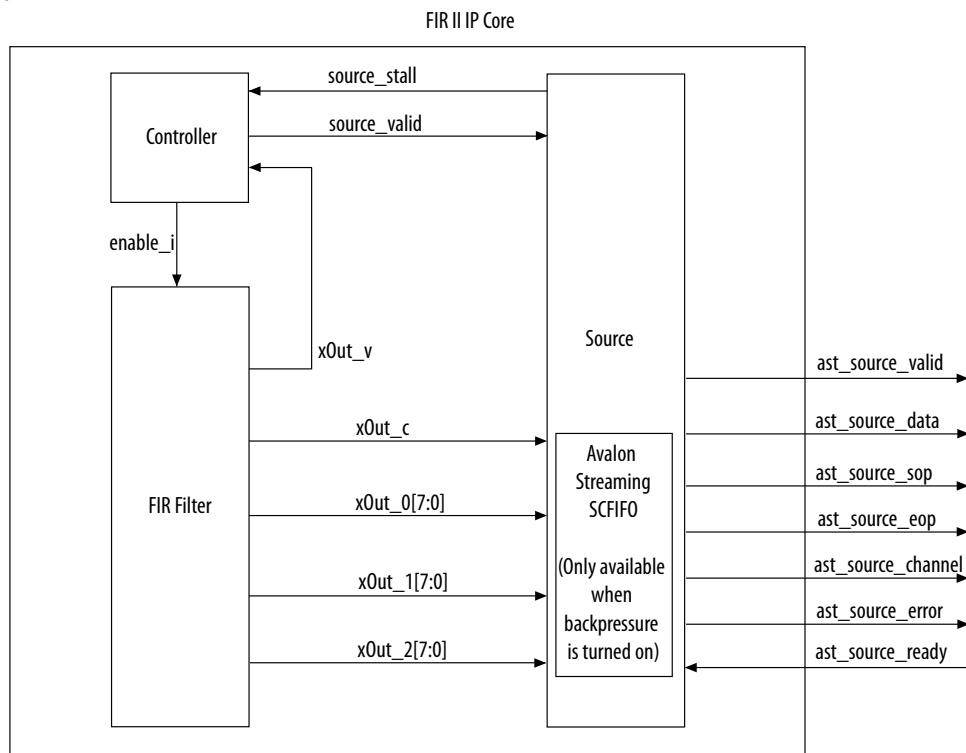 FIR II IP Core
source_stall
source_valid
Controller
enable_i
xOut_v
Source
ast_source_valid
xOut_c
ast_source_data
Avalon
Streaming
SCFIFO
ast_source_sop
FIR Filter
xOut_0[7:0]
ast_source_eop
(Only available
when
backpressure
is turned on)
ast_source_channel
xOut_1[7:0]
ast_source_error
xOut_2[7:0]
ast_source_ready